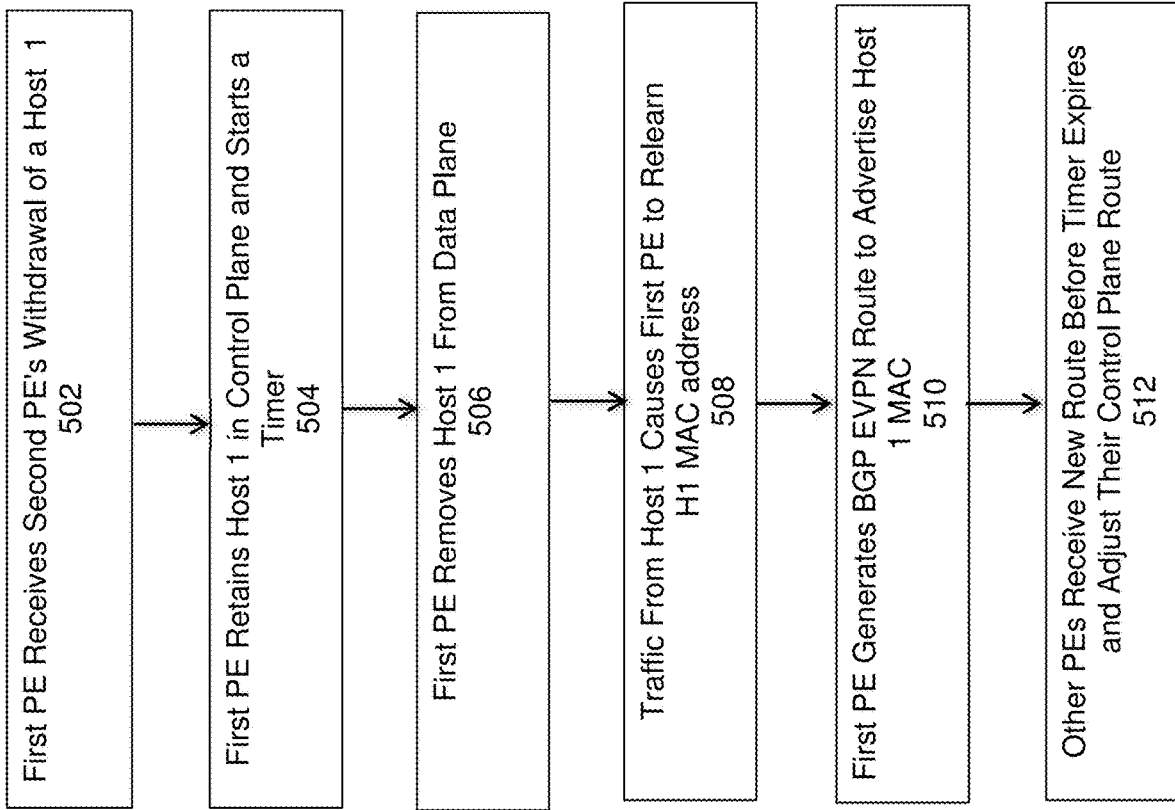 First PE Receives Second PE's Withdrawal of a Host 1
502
First PE Retains Host 1 in Control Plane and Starts a
Timer
504
First PE Removes Host 1 From Data Plane
506
Traffic From Host 1 Causes First PE to Relearn
H1 MAC address
508
First PE Generates BGP EVPN Route to Advertise Host
1 MAC
510
Other PEs Receive New Route Before Timer Expires
and Adjust Their Control Plane Route
512